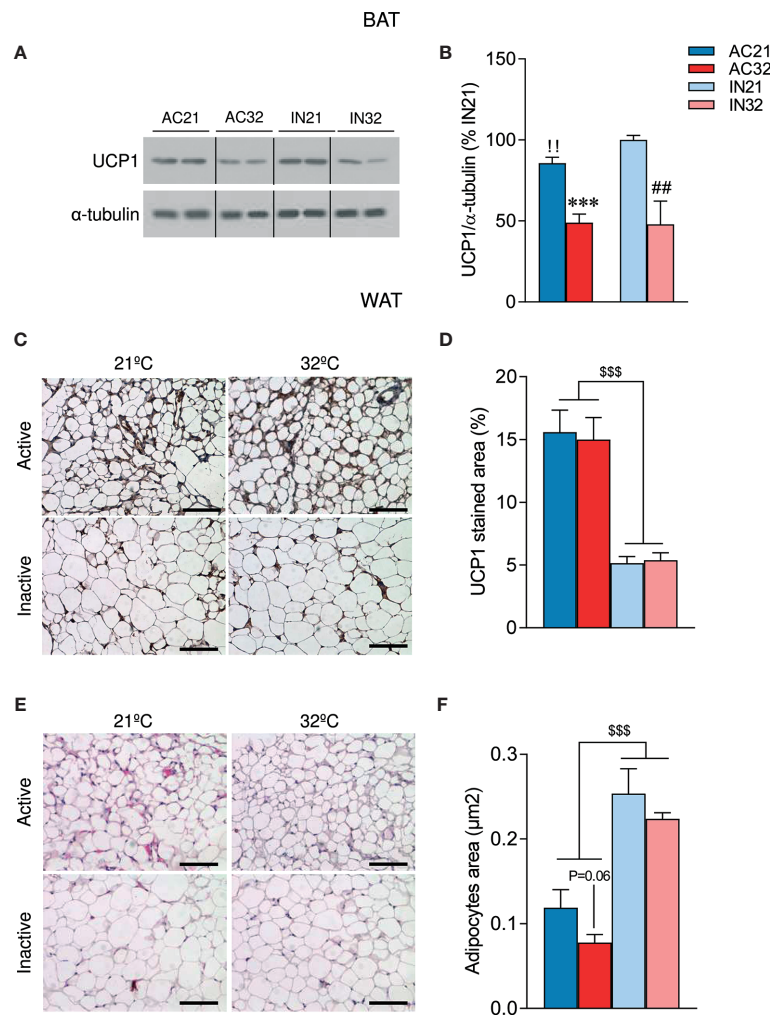 BAT
A
AC21 AC32 IN21 IN32
UCP1
α-tubulin
B
UCP1/α-tubulin (% IN21)
150
100
50
0
!!
***
##
AC21
AC32
IN21
IN32
WAT
C
21ºC 32ºC
Active
Inactive
D
UCP1 stained area (%)
20
15
10
5
0
$$$
E
21ºC 32ºC
Active
Inactive
F
Adipocytes area (μm2)
0.3
0.2
0.1
0.0
$$$
P=0.06